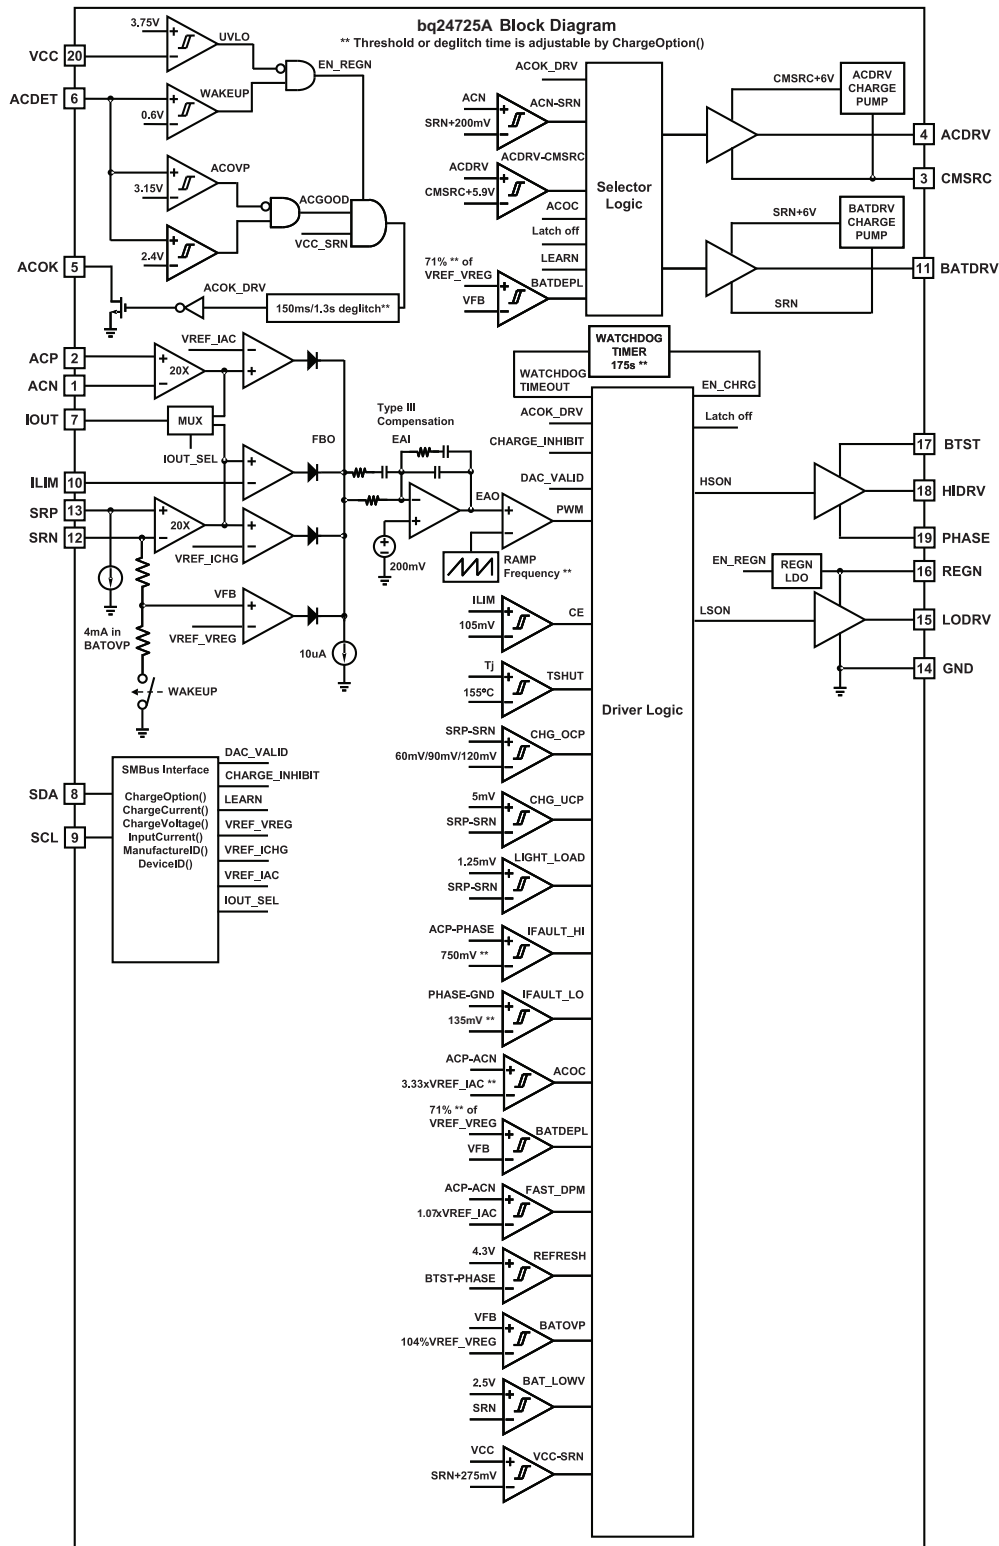 bq24725A Block Diagram
** Threshold or deglitch time is adjustable by ChargeOption()
VCC 20
ACDET 6
ACOK 5
3.75V
UVLO
EN_REGN
WAKEUP
0.6V
ACOVP
3.15V
ACGOOD
VCC_SRN
2.4V
ACOK_DRV
150ms/1.3s deglitch**
ACOK_DRV
ACN
ACN-SRN
SRN+200mV
ACDRV
ACDRV-CMSRC
CMSRC+5.9V
ACOC
Latch off
LEARN
71% ** of
VREF_VREG
BATDEPL
VFB
Selector
Logic
CMSRC+6V
ACDRV
CHARGE
PUMP
4 ACDRV
3 CMSRC
SRN+6V
BATDRV
CHARGE
PUMP
11 BATDRV
SRN
ACP 2
ACN 1
IOUT 7
ILIM 10
SRP 13
SRN 12
VREF_IAC
20X
MUX
IOUT_SEL
20X
VREF_ICHG
VFB
VREF_VREG
4mA in
BATOVP
WAKEUP
10uA
FBO
Type III
Compensation
EAI
EAO
200mV
RAMP
Frequency **
PWM
WATCHDOG
TIMER
175s **
WATCHDOG
TIMEOUT
EN_CHRG
ACOK_DRV
Latch off
CHARGE_INHIBIT
DAC_VALID
HSON
17 BTST
18 HIDRV
19 PHASE
EN_REGN
REGN
LDO
16 REGN
LSON
15 LODRV
14 GND
Driver Logic
ILIM
CE
105mV
Tj
TSHUT
155°C
SRP-SRN
CHG_OCP
60mV/90mV/120mV
5mV
CHG_UCP
SRP-SRN
1.25mV
LIGHT_LOAD
SRP-SRN
ACP-PHASE
IFAULT_HI
750mV **
PHASE-GND
IFAULT_LO
135mV **
ACP-ACN
ACOC
3.33xVREF_IAC **
71% ** of
VREF_VREG
BATDEPL
VFB
ACP-ACN
FAST_DPM
1.07xVREF_IAC
4.3V
REFRESH
BTST-PHASE
VFB
BATOVP
104%VREF_VREG
2.5V
BAT_LOWV
SRN
VCC
VCC-SRN
SRN+275mV
SDA 8
SCL 9
SMBus Interface
ChargeOption()
ChargeCurrent()
ChargeVoltage()
InputCurrent()
ManufactureID()
DeviceID()
DAC_VALID
CHARGE_INHIBIT
LEARN
VREF_VREG
VREF_ICHG
VREF_IAC
IOUT_SEL